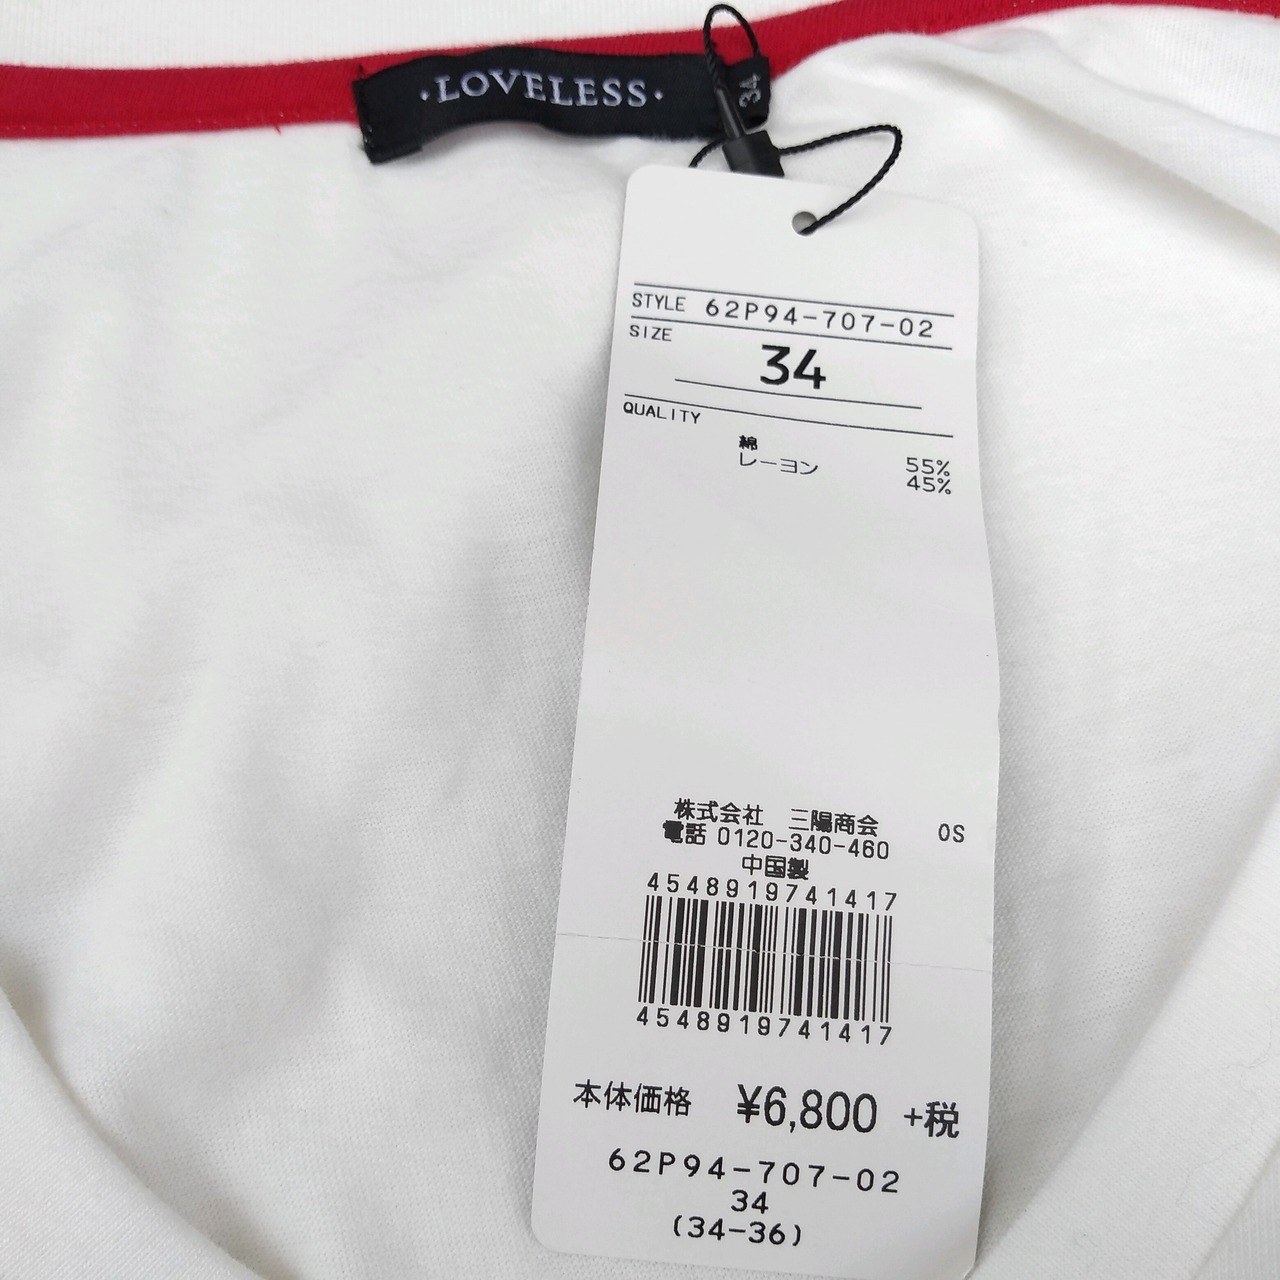 ·LOVELESS·
34
STYLE 62P94-707-02
SIZE
34
QUALITY
綿 55%
レーヨン 45%
株式会社 三陽商会 OS
電話 0120-340-460
中国製
4548919741417
4548919741417
本体価格 ¥6,800 +税
62P94-707-02
34
(34-36)